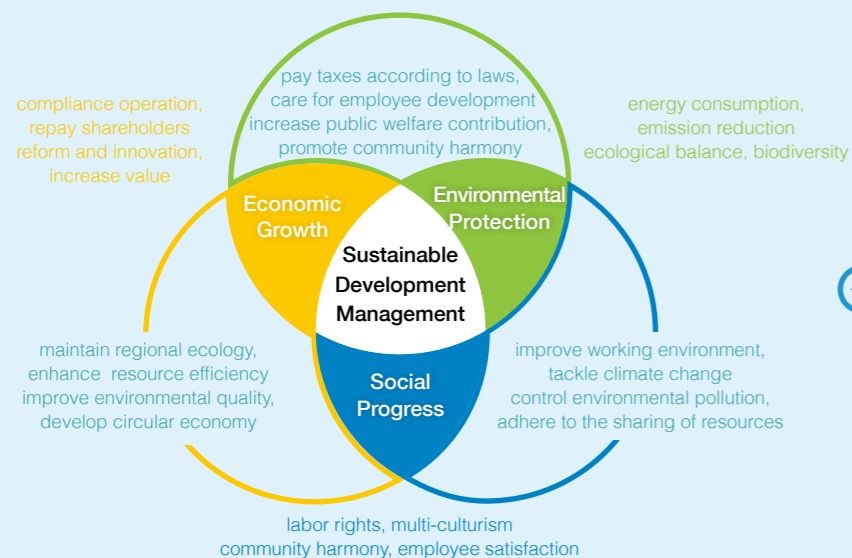 pay taxes according to laws,
care for employee development
increase public welfare contribution,
promote community harmony
compliance operation,
repay shareholders
reform and innovation,
increase value
energy consumption,
emission reduction
ecological balance, biodiversity
Economic
Growth
Environmental
Protection
Sustainable
Development
Management
maintain regional ecology,
enhance resource efficiency
improve environmental quality,
develop circular economy
Social
Progress
improve working environment,
tackle climate change
control environmental pollution,
adhere to the sharing of resources
labor rights, multi-culturism
community harmony, employee satisfaction